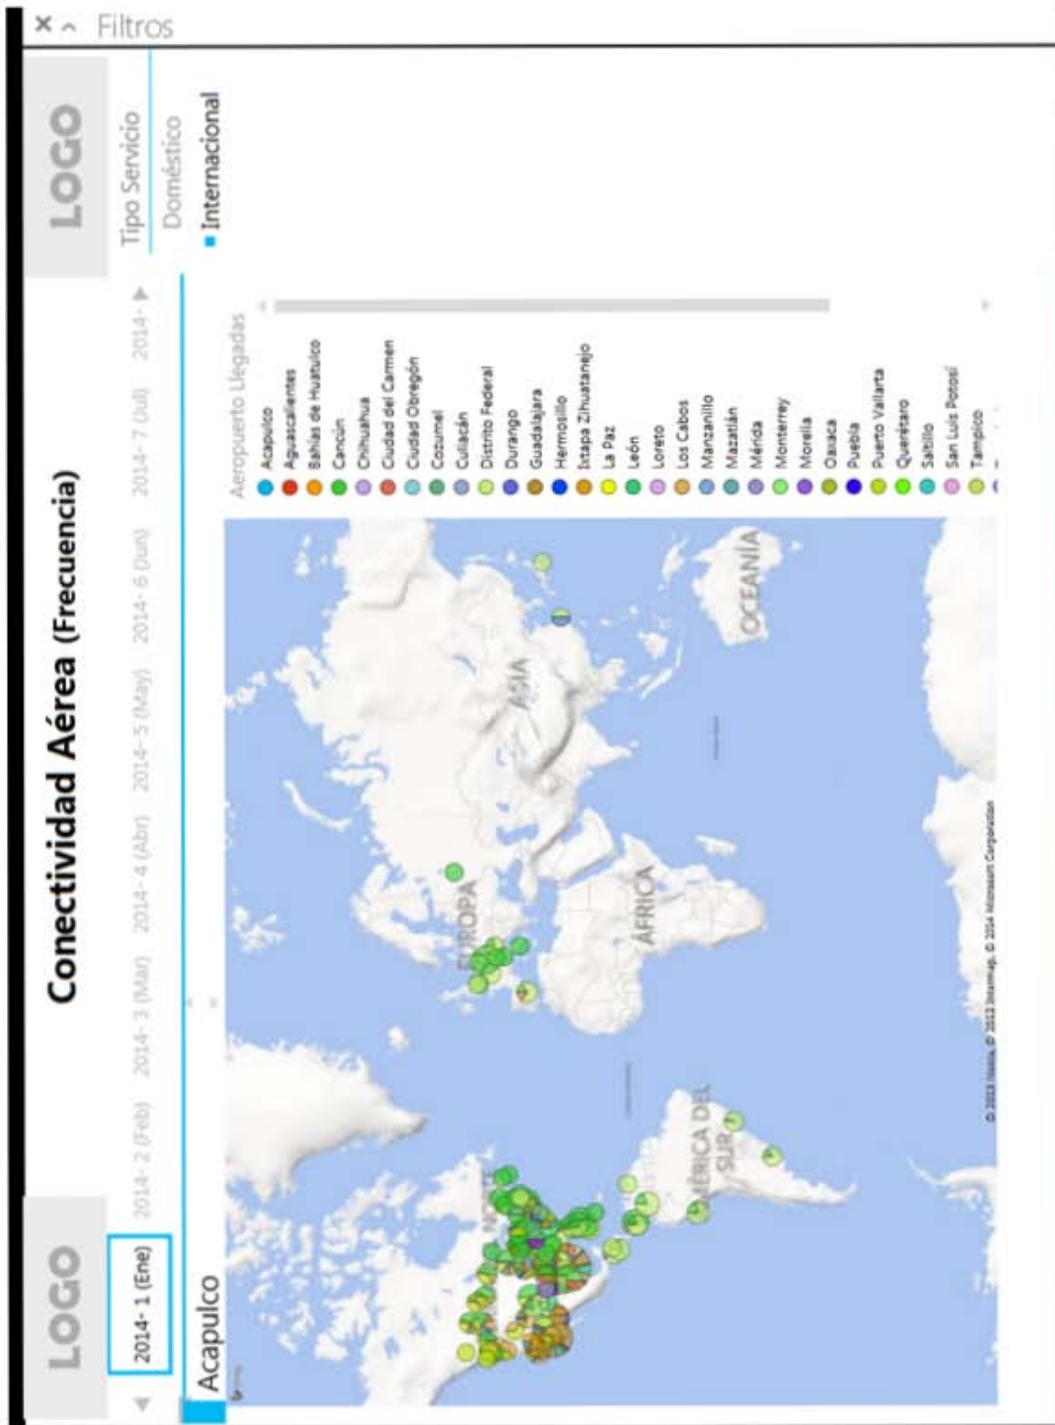 LOGO
Conectividad Aérea (Frecuencia)
LOGO
2014- 1 (Ene)
2014- 2 (Feb)
2014- 3 (Mar)
2014- 4 (Abr)
2014- 5 (May)
2014- 6 (Jun)
2014- 7 (Jul)
2014-
Acapulco
NORTE
EUROPA
ASIA
ÁFRICA
AMÉRICA DEL
SUR
OCEANÍA
© 2014 Microsoft Corporation
Aeropuerto Llegadas
Acapulco
Aguascalientes
Bahías de Huatulco
Cancún
Chihuahua
Ciudad del Carmen
Ciudad Obregón
Cozumel
Culiacán
Distrito Federal
Durango
Guadalajara
Hermosillo
Ixtapa Zihuatanejo
La Paz
León
Loreto
Los Cabos
Manzanillo
Mazatlán
Mérida
Monterrey
Morelia
Oaxaca
Puebla
Puerto Vallarta
Querétaro
Saltillo
San Luis Potosí
Tampico
Filtros
Tipo Servicio
Doméstico
Internacional